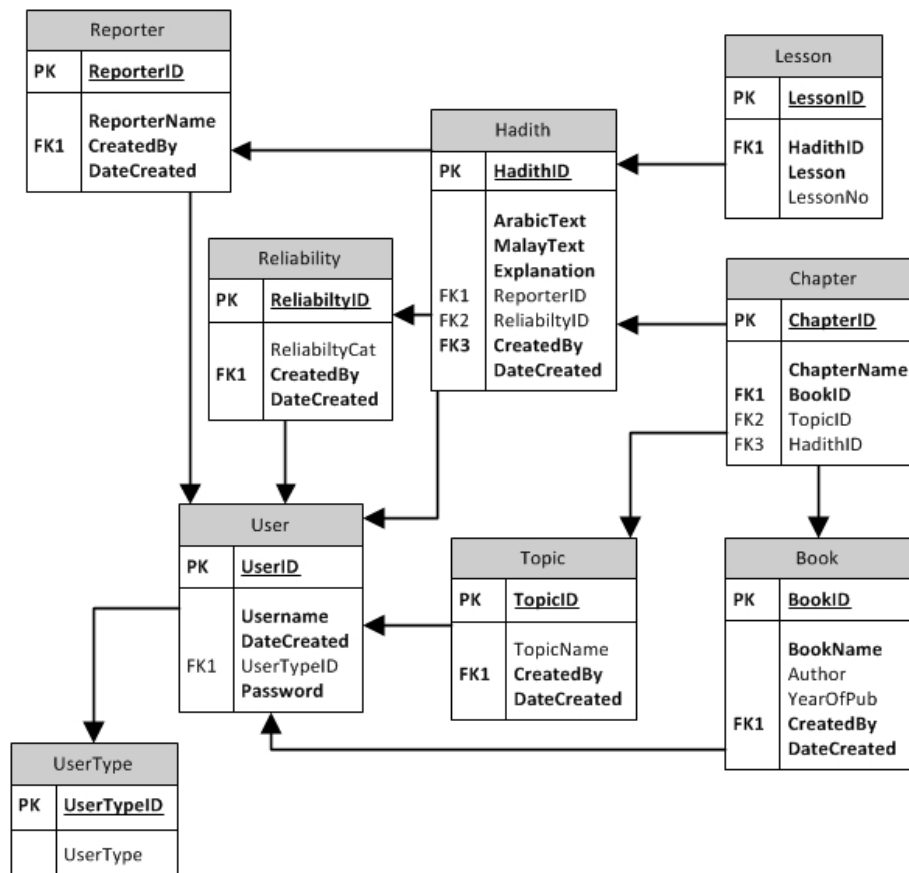 Reporter
PK ReporterID
ReporterName
FK1 CreatedBy
DateCreated
Lesson
PK LessonID
FK1 HadithID
Lesson
LessonNo
Hadith
PK HadithID
ArabicText
MalayText
Explanation
FK1 ReporterID
FK2 ReliabiltyID
FK3 CreatedBy
DateCreated
Reliability
PK ReliabiltyID
ReliabiltyCat
FK1 CreatedBy
DateCreated
Chapter
PK ChapterID
ChapterName
FK1 BookID
FK2 TopicID
FK3 HadithID
User
PK UserID
Username
DateCreated
FK1 UserTypeID
Password
Topic
PK TopicID
TopicName
FK1 CreatedBy
DateCreated
Book
PK BookID
BookName
Author
YearOfPub
FK1 CreatedBy
DateCreated
UserType
PK UserTypeID
UserType